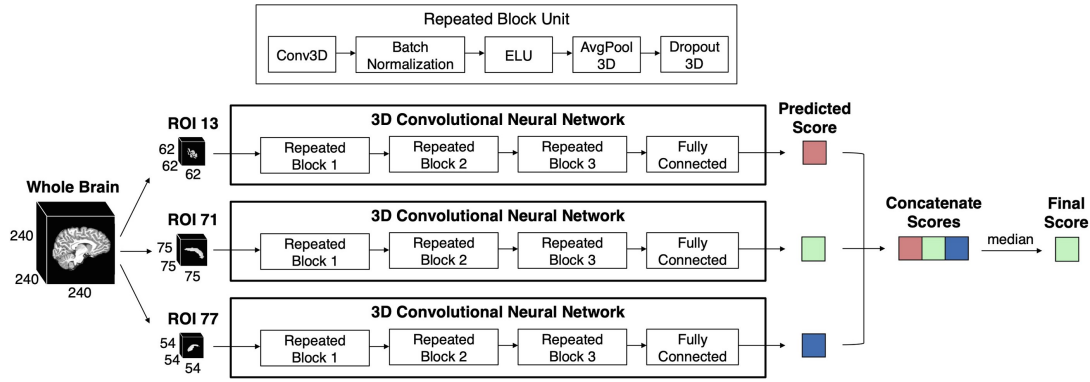 Repeated Block Unit
Conv3D
Batch
Normalization
ELU
AvgPool
3D
Dropout
3D
Whole Brain
240
240
240
ROI 13
62
62
62
3D Convolutional Neural Network
Repeated
Block 1
Repeated
Block 2
Repeated
Block 3
Fully
Connected
Predicted
Score
ROI 71
75
75
75
3D Convolutional Neural Network
Repeated
Block 1
Repeated
Block 2
Repeated
Block 3
Fully
Connected
ROI 77
54
54
54
3D Convolutional Neural Network
Repeated
Block 1
Repeated
Block 2
Repeated
Block 3
Fully
Connected
Concatenate
Scores
median
Final
Score